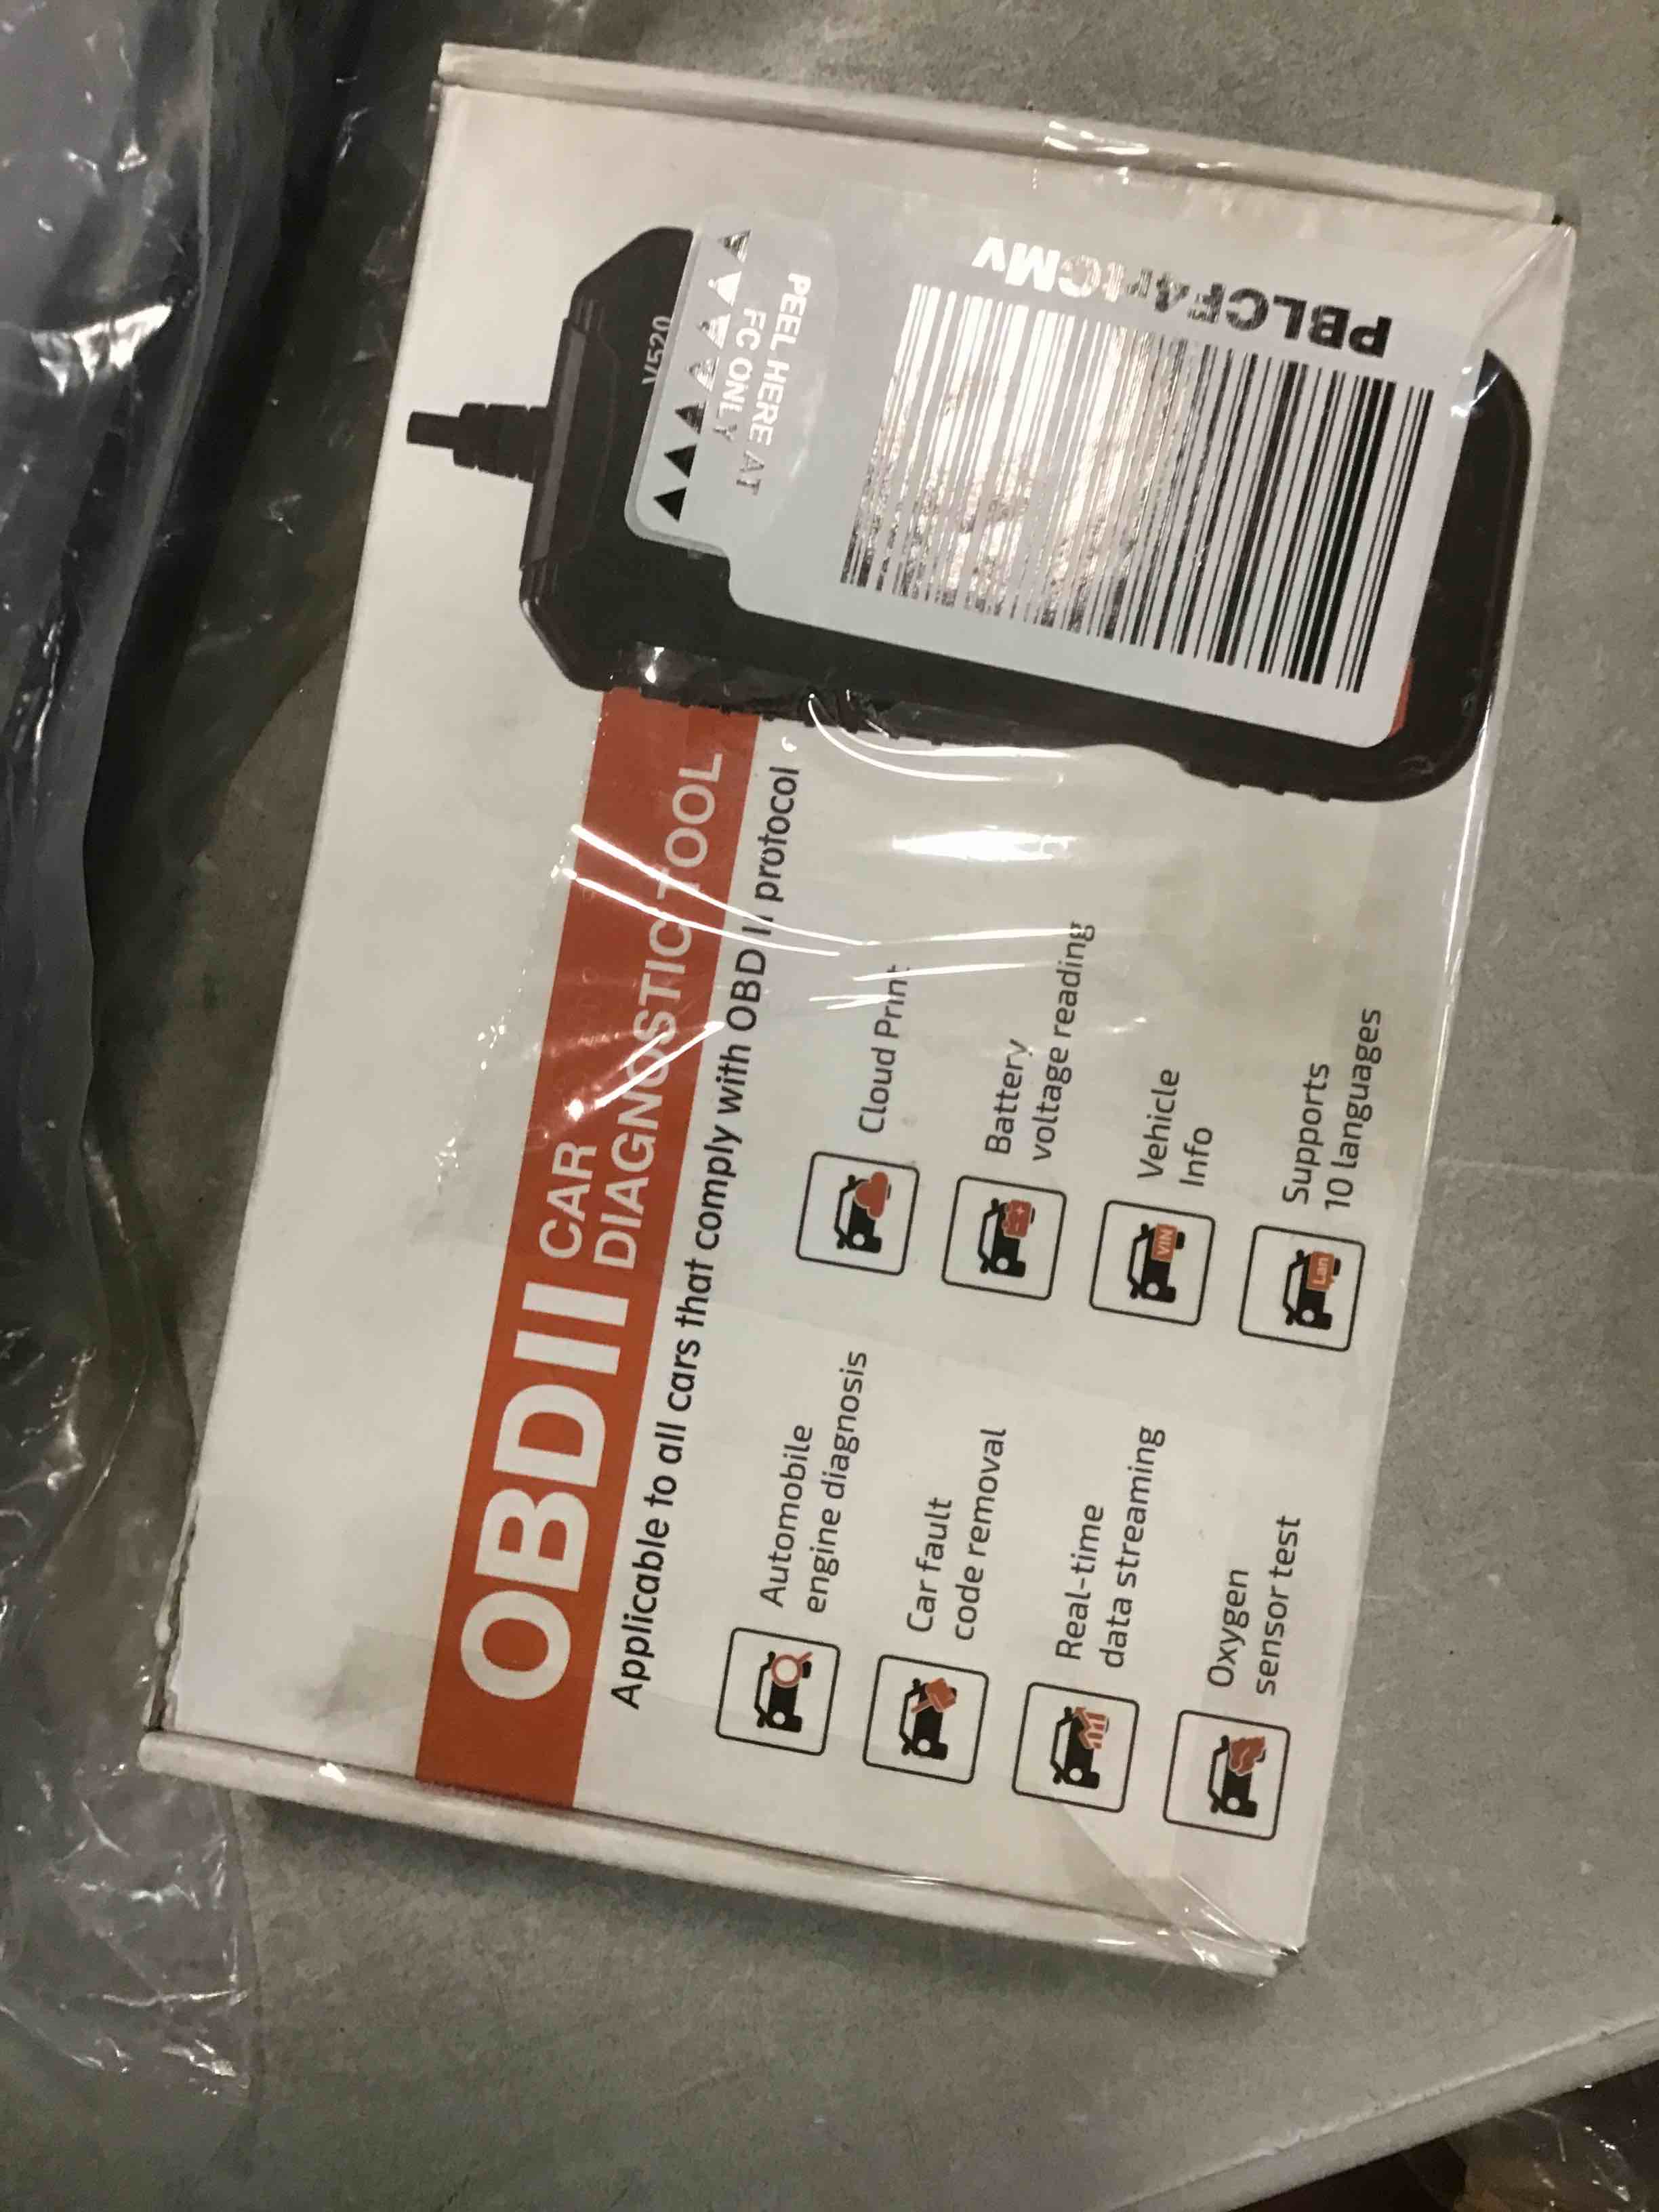 OBDII CAR
DIAGNOSTIC TOOL
Applicable to all cars that comply with OBD II protocol
Automobile
engine diagnosis
Car fault
code removal
Real-time
data streaming
Oxygen
sensor test
Cloud Print
Battery
voltage reading
VIN
Vehicle
Info
Lan
Supports
10 languages
V520
PEEL HERE AT
FC ONLY